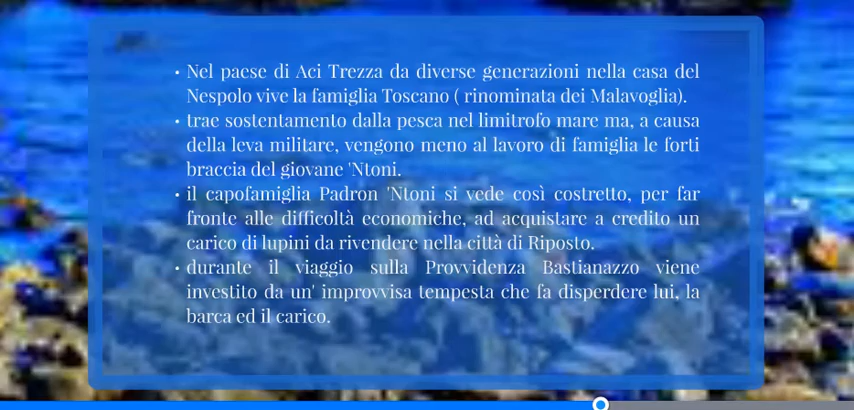 • Nel paese di Aci Trezza da diverse generazioni nella casa del
Nespolo vive la famiglia Toscano ( rinominata dei Malavoglia).
• trae sostentamento dalla pesca nel limitrofo mare ma, a causa
della leva militare, vengono meno al lavoro di famiglia le forti
braccia del giovane 'Ntoni.
• il capofamiglia Padron 'Ntoni si vede così costretto, per far
fronte alle difficoltà economiche, ad acquistare a credito un
carico di lupini da rivendere nella città di Riposto.
• durante il viaggio sulla Provvidenza Bastianazzo viene
investito da un' improvvisa tempesta che fa disperdere lui, la
barca ed il carico.